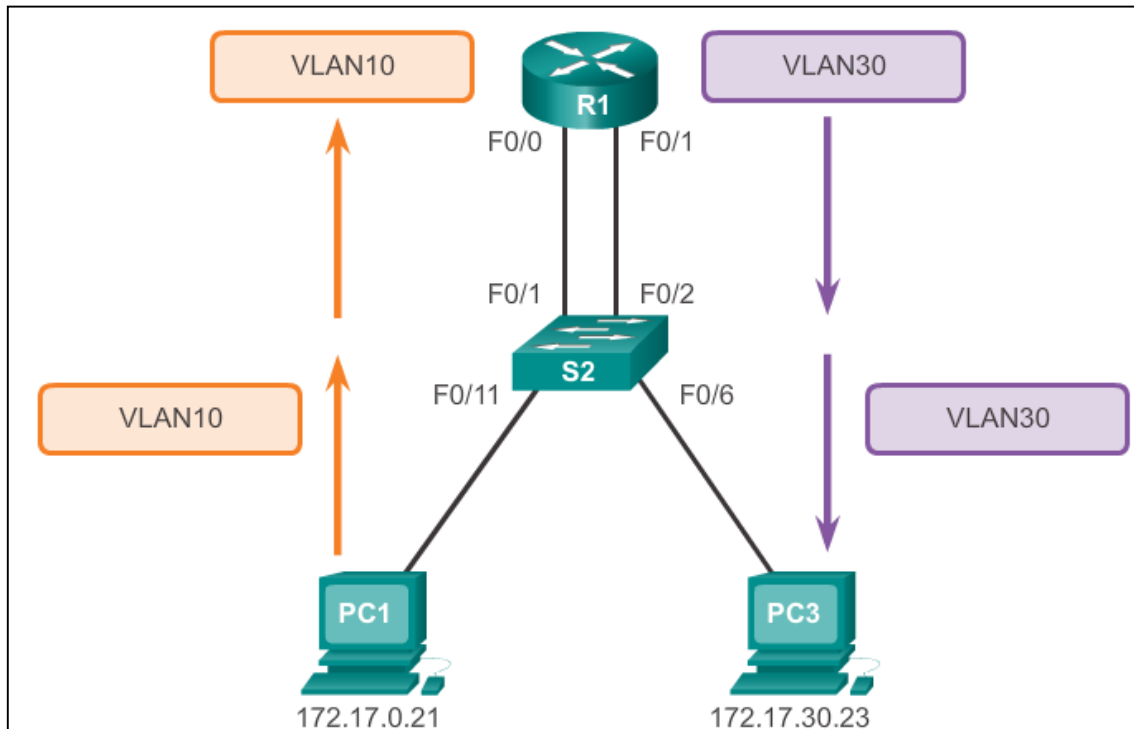 VLAN10
R1
VLAN30
F0/0
F0/1
F0/1
F0/2
S2
VLAN10
F0/11
F0/6
VLAN30
PC1
PC3
172.17.0.21
172.17.30.23